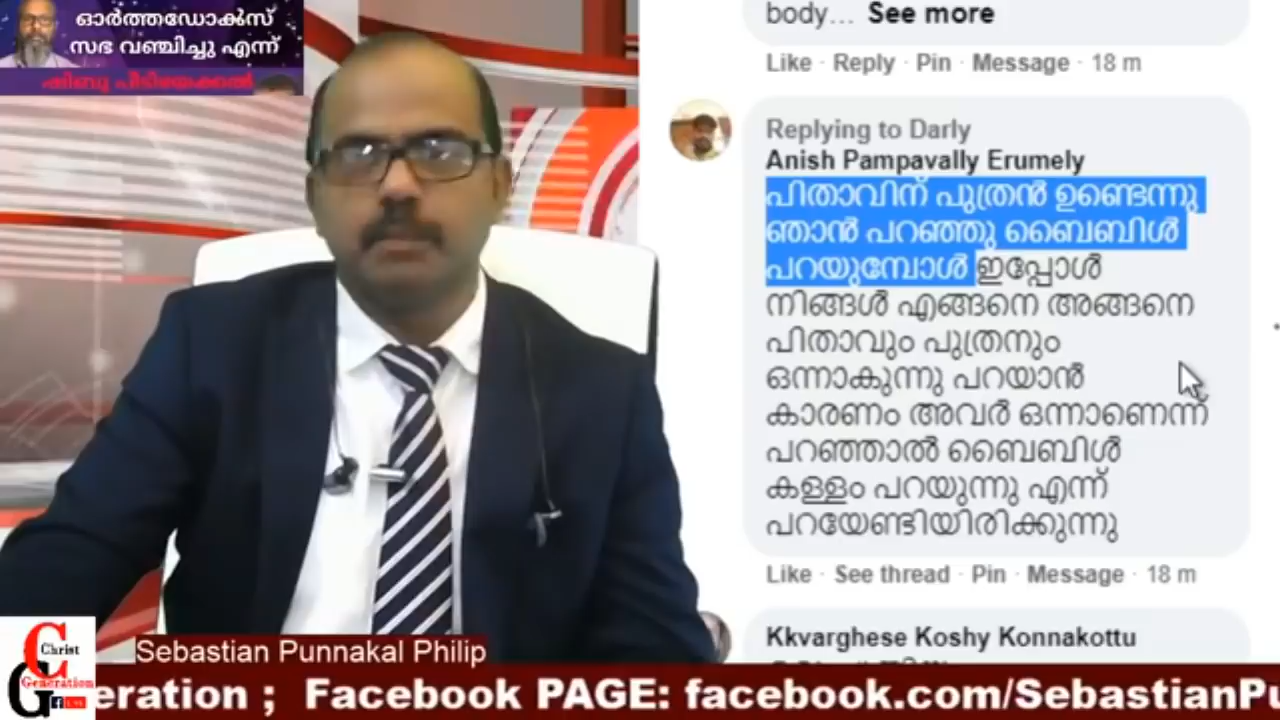 ഓർത്തഡോക്സ്
സഭ വഞ്ചിച്ചു എന്ന്
ഷിബു പീടിയേക്കൽ
body... See more
Like · Reply · Pin · Message · 18 m
Replying to Darly
Anish Pampavally Erumely
പിതാവിന് പുത്രൻ ഉണ്ടെന്നു
ഞാൻ പറഞ്ഞു ബൈബിൾ
പറയുമ്പോൾ ഇപ്പോൾ
നിങ്ങൾ എങ്ങനെ അങ്ങനെ
പിതാവും പുത്രനും
ഒന്നാകുന്നു പറയാൻ
കാരണം അവർ ഒന്നാണെന്ന്
പറഞ്ഞാൽ ബൈബിൾ
കള്ളം പറയുന്നു എന്ന്
പറയേണ്ടിയിരിക്കുന്നു
Like · See thread · Pin · Message · 18 m
Kkvarghese Koshy Konnakottu
Sebastian Punnakal Philip
Christ
Generation
eration ; Facebook PAGE: facebook.com/SebastianPu